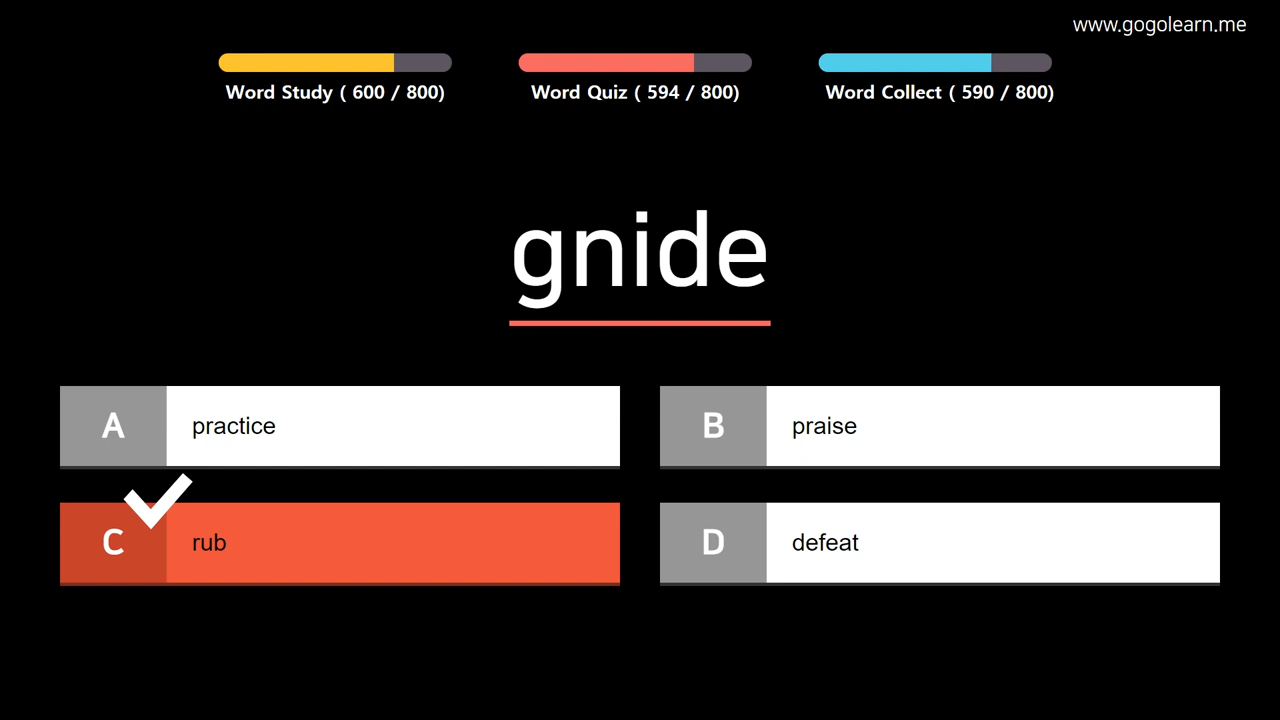 www.gogolearn.me
Word Study ( 600 / 800)
Word Quiz ( 594 / 800)
Word Collect ( 590 / 800)
gnide
A practice
B praise
C rub
D defeat